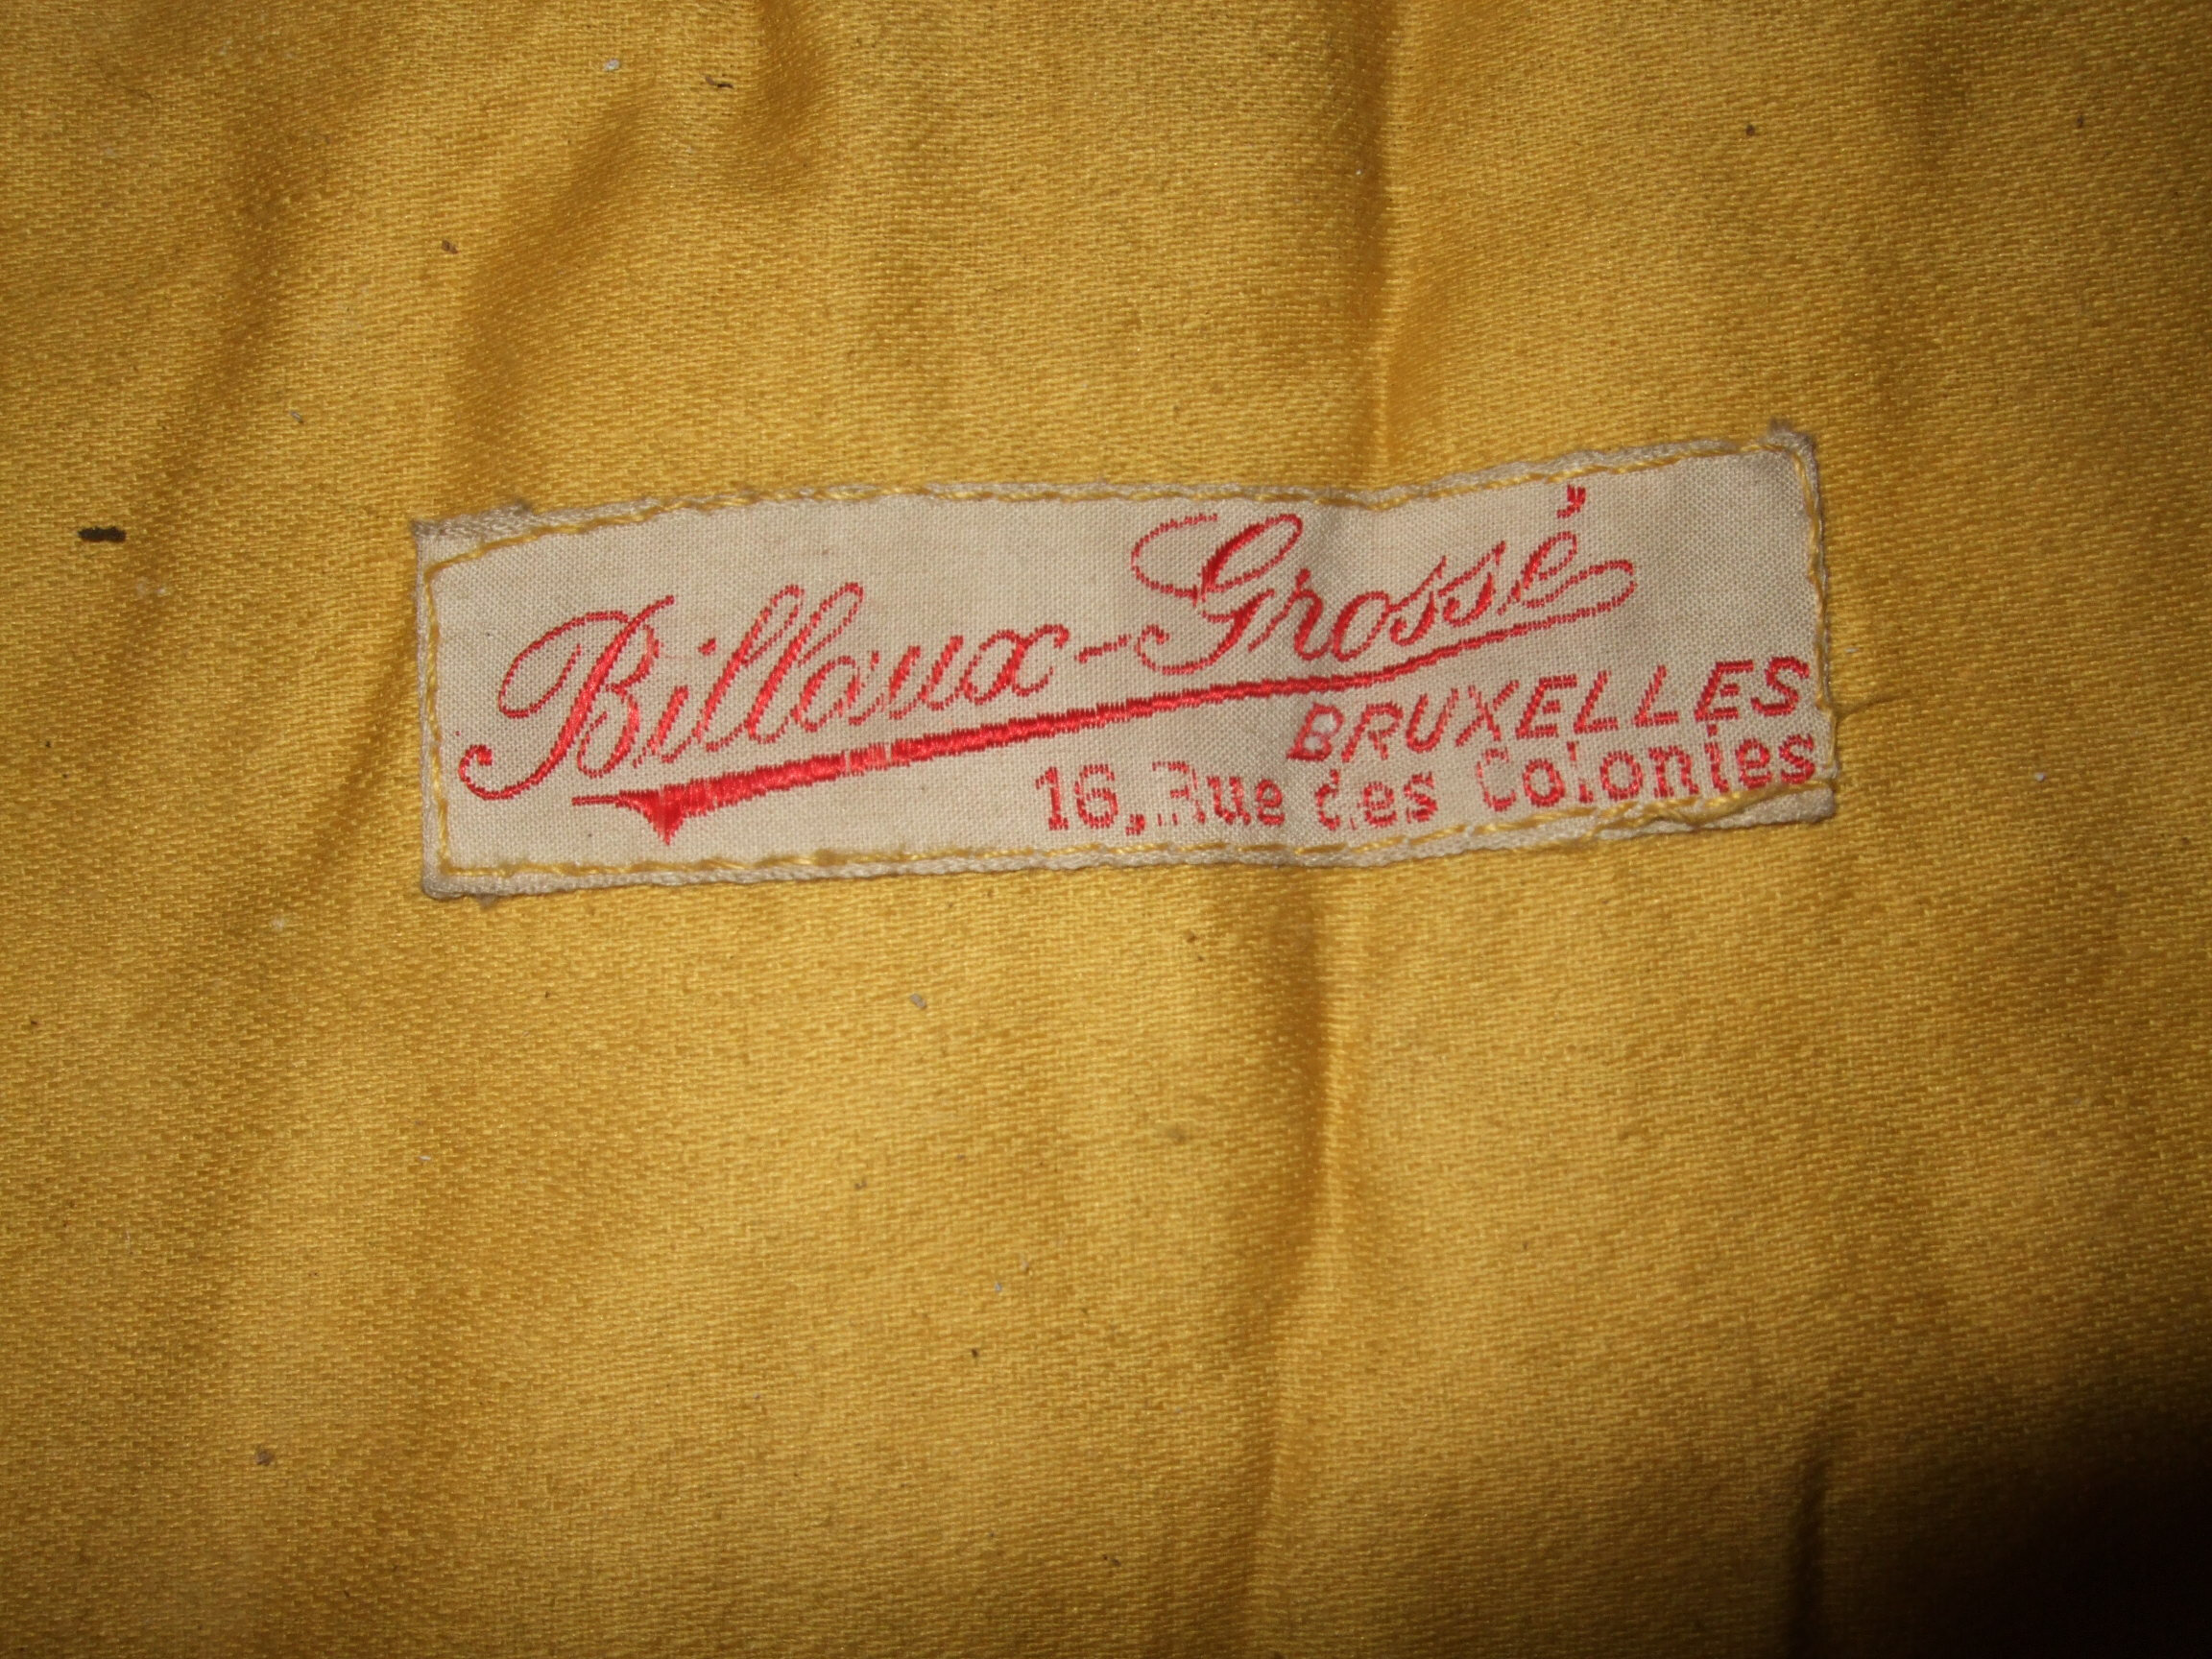 Billaux-Grossé
BRUXELLES
16, Rue des Colonies